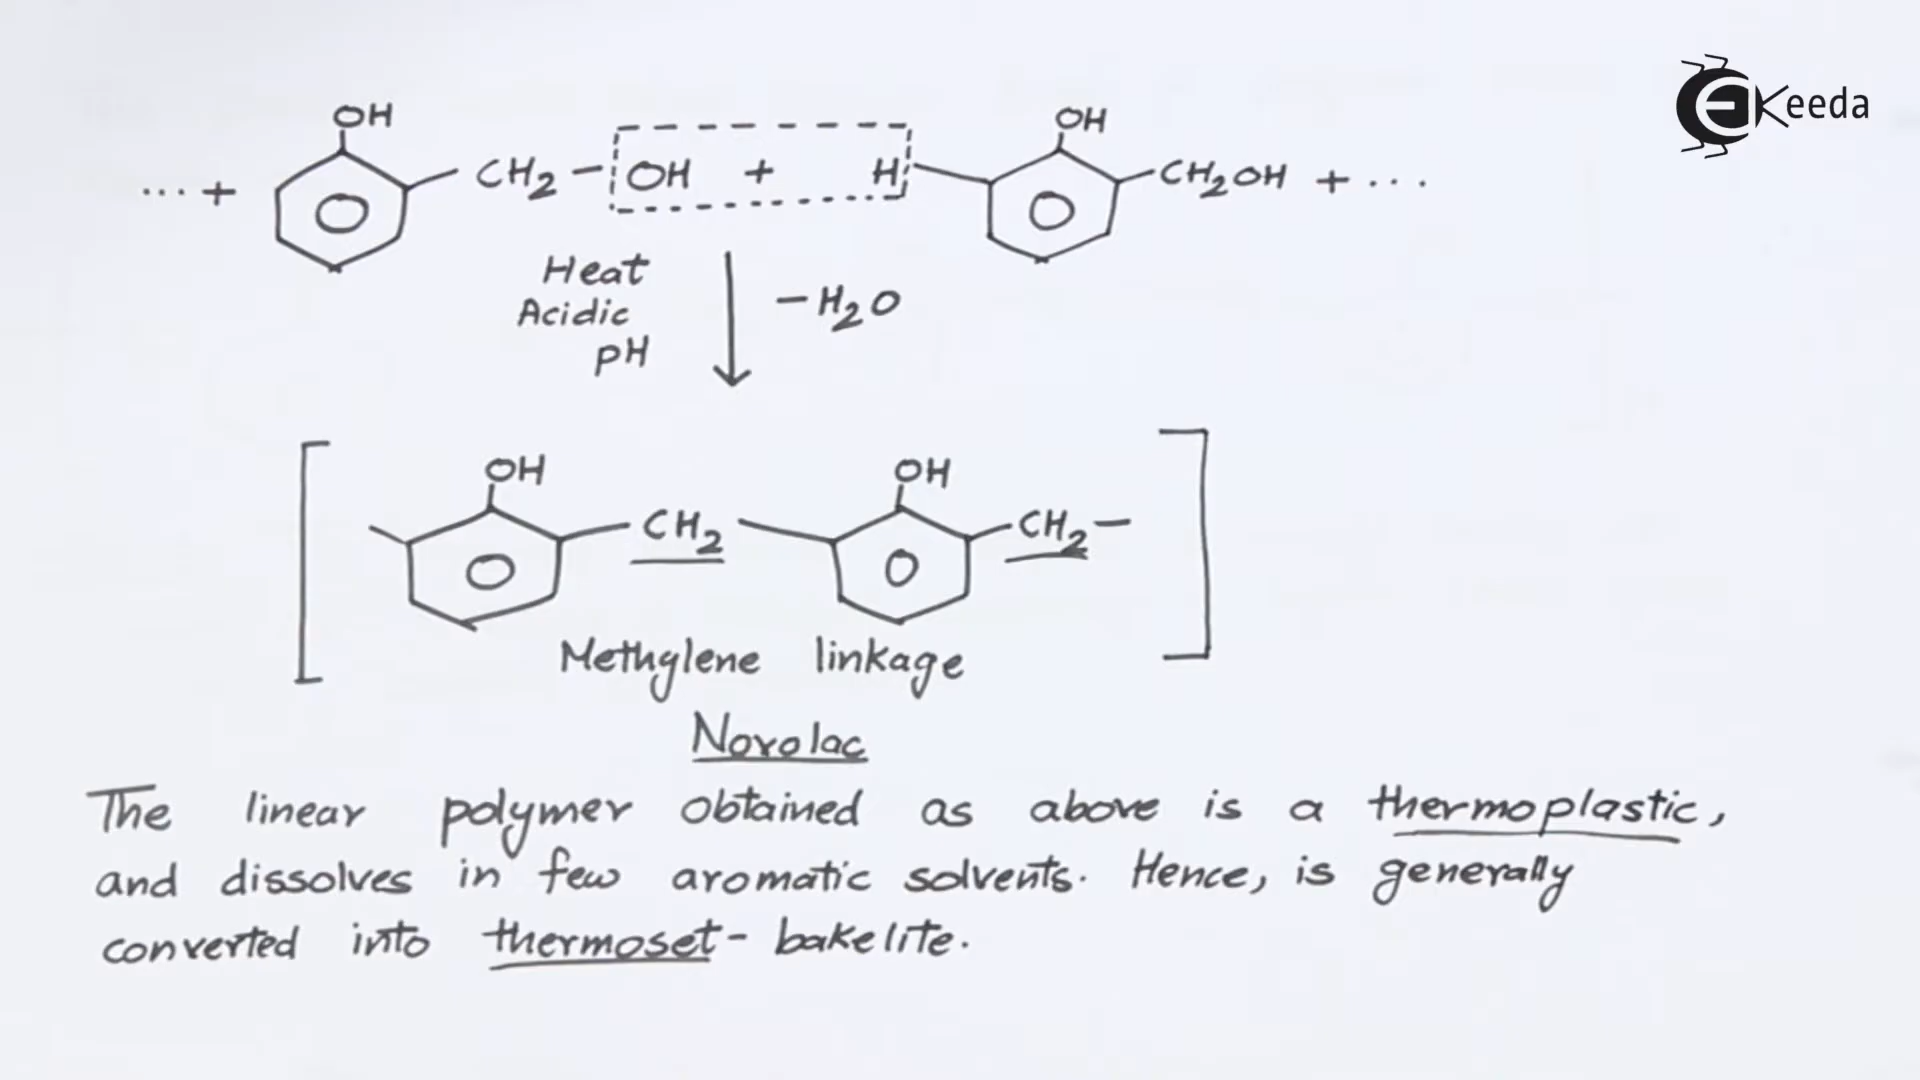 OH OH
...+ CH2 - OH + H CH2OH + ...
Heat
Acidic
pH
- H2O
OH OH
CH2 CH2-
Methylene linkage
Novolac
The linear polymer obtained as above is a thermoplastic,
and dissolves in few aromatic solvents. Hence, is generally
converted into thermoset - bakelite.
EKeeda